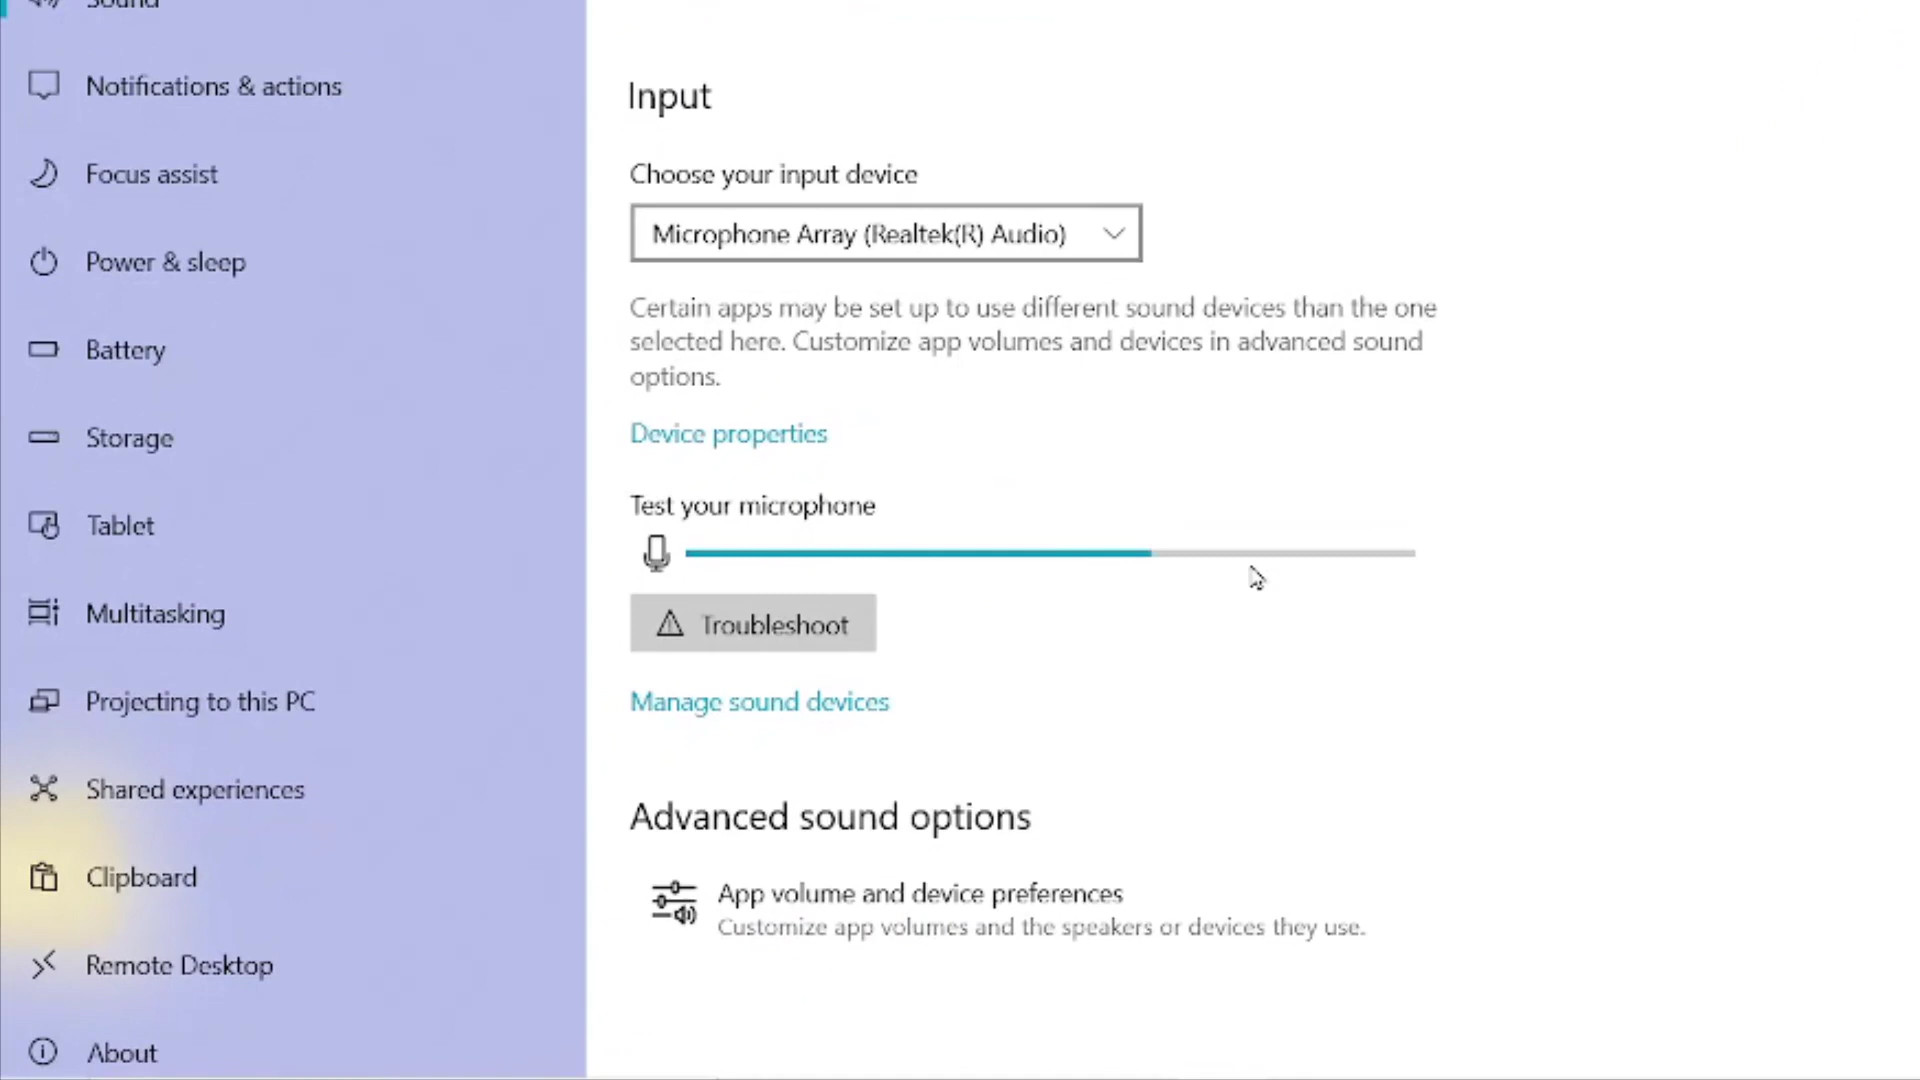 Sound
Notifications & actions
Focus assist
Power & sleep
Battery
Storage
Tablet
Multitasking
Projecting to this PC
Shared experiences
Clipboard
Remote Desktop
About
Input
Choose your input device
Microphone Array (Realtek(R) Audio)
Certain apps may be set up to use different sound devices than the one
selected here. Customize app volumes and devices in advanced sound
options.
Device properties
Test your microphone
Troubleshoot
Manage sound devices
Advanced sound options
App volume and device preferences
Customize app volumes and the speakers or devices they use.